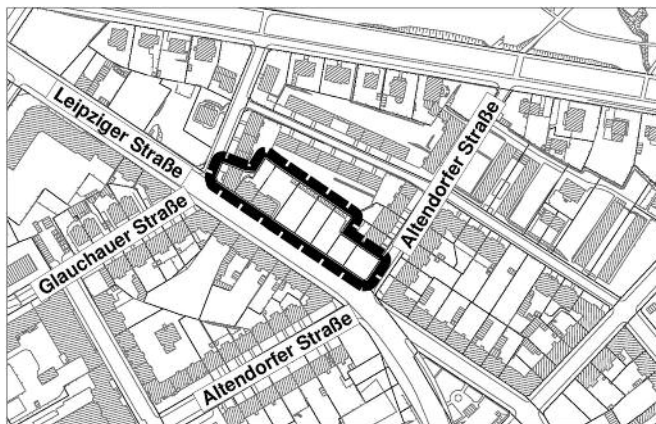 Leipziger Straße
Altendorfer Straße
Glauchauer Straße
Altendorfer Straße